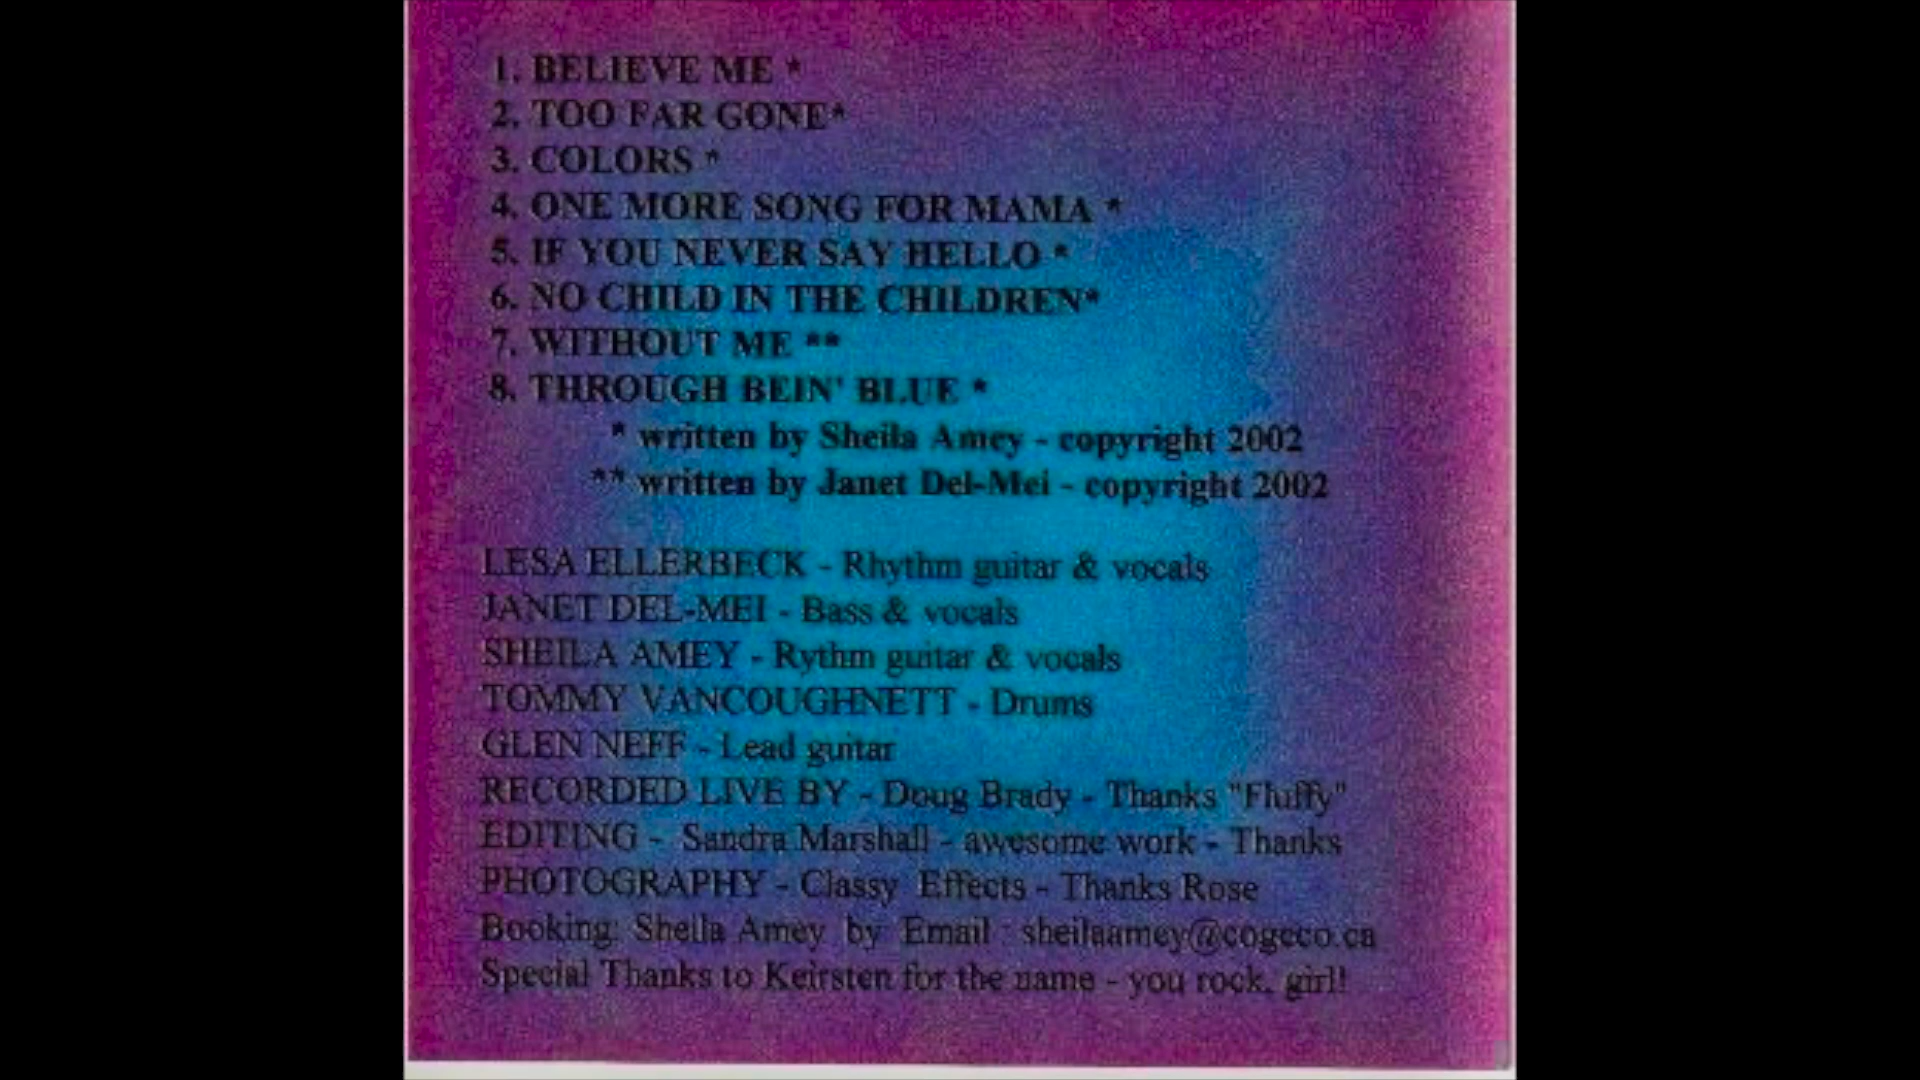 1. BELIEVE ME *
2. TOO FAR GONE*
3. COLORS *
4. ONE MORE SONG FOR MAMA *
5. IF YOU NEVER SAY HELLO *
6. NO CHILD IN THE CHILDREN*
7. WITHOUT ME **
8. THROUGH BEIN' BLUE *
* written by Sheila Amey - copyright 2002
** written by Janet Del-Mei - copyright 2002
LESA ELLERBECK - Rhythm guitar & vocals
JANET DEL-MEI - Bass & vocals
SHEILA AMEY - Rythm guitar & vocals
TOMMY VANCOUGHNETT - Drums
GLEN NEFF - Lead guitar
RECORDED LIVE BY - Doug Brady - Thanks "Fluffy"
EDITING - Sandra Marshall - awesome work - Thanks
PHOTOGRAPHY - Classy Effects - Thanks Rose
Booking: Sheila Amey by Email : sheilaamey@cogeco.ca
Special Thanks to Keirsten for the name - you rock, girl!